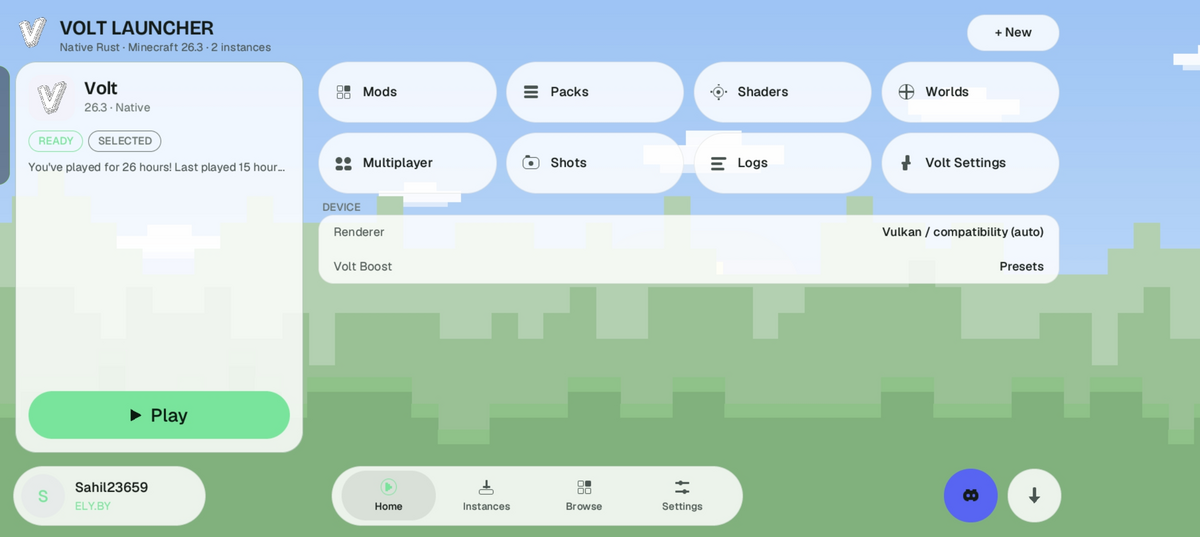 VOLT LAUNCHER
Native Rust · Minecraft 26.3 · 2 instances
+ New
Volt
26.3 · Native
READY
SELECTED
You've played for 26 hours! Last played 15 hour...
Play
Mods
Packs
Shaders
Worlds
Multiplayer
Shots
Logs
Volt Settings
DEVICE
Renderer
Vulkan / compatibility (auto)
Volt Boost
Presets
S
Sahil23659
ELY.BY
Home
Instances
Browse
Settings